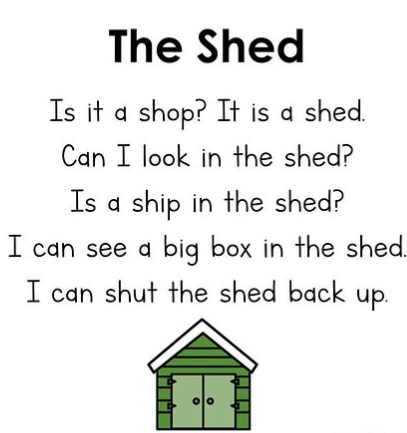 The Shed
Is it a shop? It is a shed.
Can I look in the shed?
Is a ship in the shed?
I can see a big box in the shed.
I can shut the shed back up.